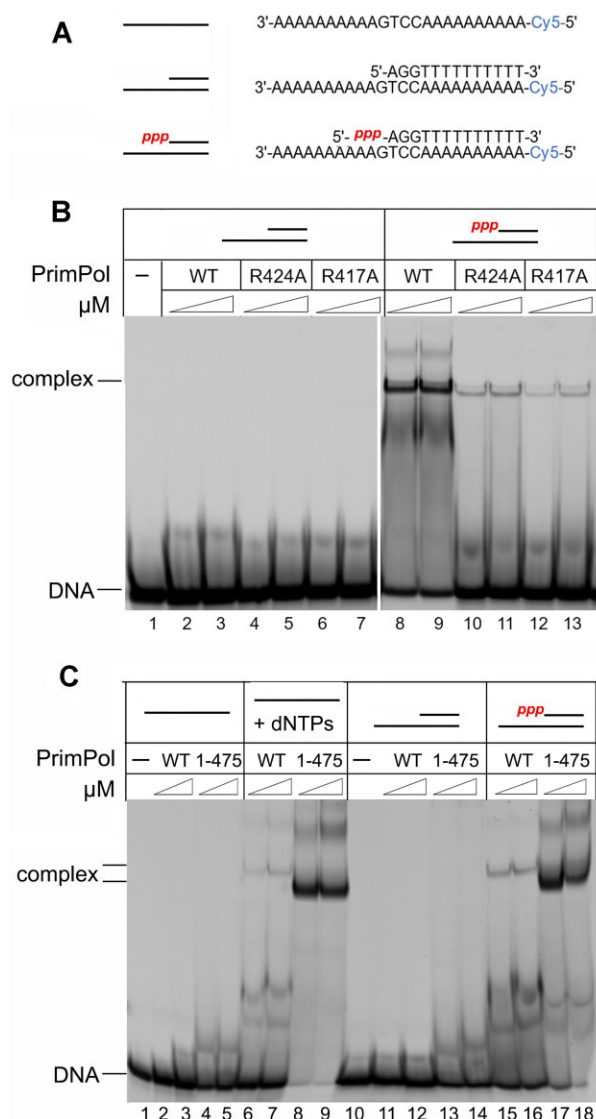 A
3'-AAAAAAAAAAGTCCAAAAAAAAAA-Cy5-5'
5'-AGGTTTTTTTTTT-3'
3'-AAAAAAAAAAGTCCAAAAAAAAAA-Cy5-5'
ppp
5'- ppp -AGGTTTTTTTTTT-3'
3'-AAAAAAAAAAGTCCAAAAAAAAAA-Cy5-5'
B
ppp
PrimPol – WT R424A R417A WT R424A R417A
µM
complex
DNA
1 2 3 4 5 6 7 8 9 10 11 12 13
C
ppp
+ dNTPs
PrimPol – WT 1-475 WT 1-475 – WT 1-475 WT 1-475
µM
complex
DNA
1 2 3 4 5 6 7 8 9 10 11 12 13 14 15 16 17 18